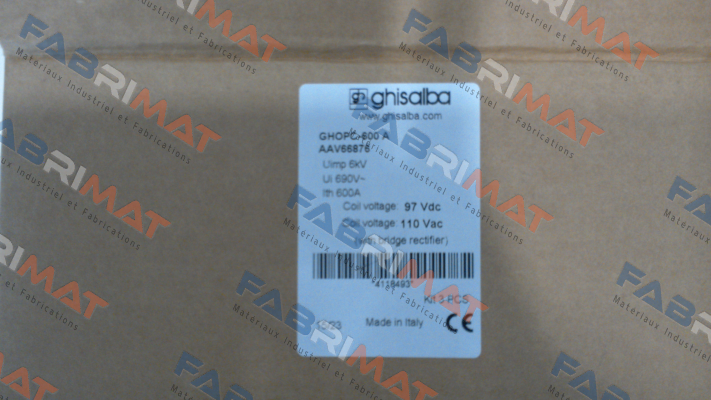 ghisalba
www.ghisalba.com
GHOPC-600 A
AAV66876
Uimp 6kV
Ui 690V~
Ith 600A
Coil voltage: 97 Vdc
Coil voltage: 110 Vac
(with bridge rectifier)
Kit 3 PCS
Made in Italy
CE
FABRIMAT
Materiaux Industriel et Fabrications